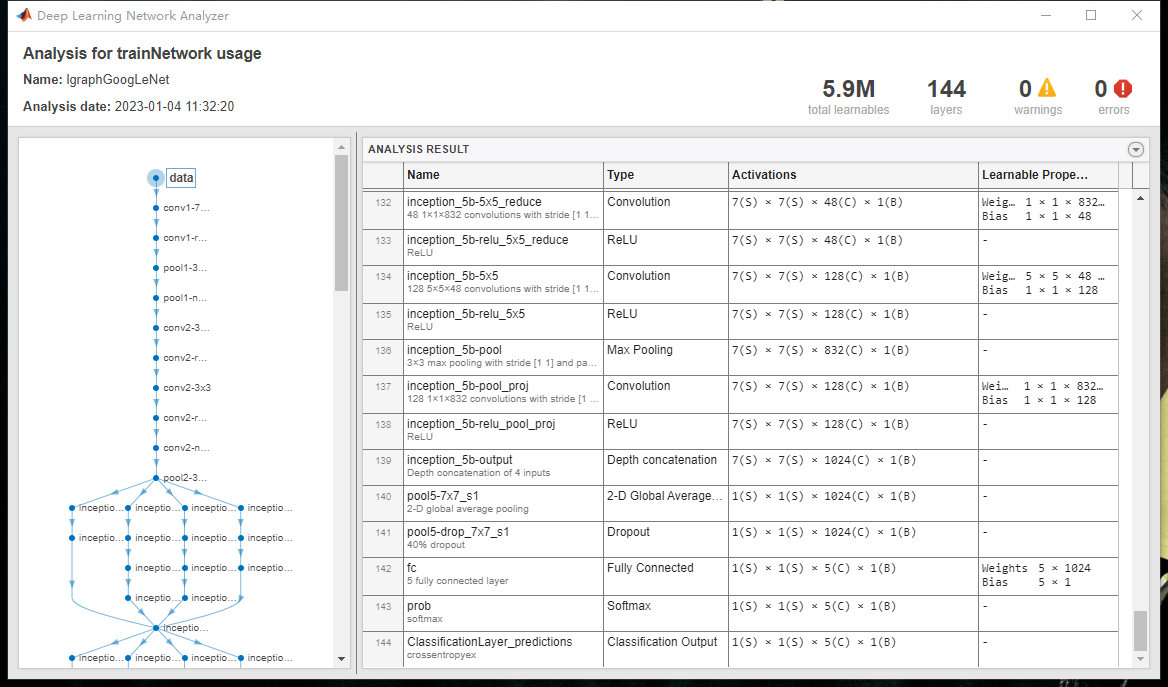 Deep Learning Network Analyzer
Analysis for trainNetwork usage
Name: lgraphGoogLeNet
Analysis date: 2023-01-04 11:32:20
5.9M
total learnables
144
layers
0
warnings
0
errors
data
conv1-7...
conv1-r...
pool1-3...
pool1-n...
conv2-3...
conv2-r...
conv2-3x3
conv2-r...
conv2-n...
pool2-3...
inceptio... inceptio... inceptio... inceptio...
inceptio... inceptio... inceptio... inceptio...
inceptio... inceptio... inceptio...
inceptio... inceptio...
inceptio...
inceptio... inceptio... inceptio... inceptio...
ANALYSIS RESULT
Name Type Activations Learnable Prope...
132 inception_5b-5x5_reduce Convolution 7(S) × 7(S) × 48(C) × 1(B) Weig... 1 × 1 × 832...
48 1×1×832 convolutions with stride [1 1... Bias 1 × 1 × 48
133 inception_5b-relu_5x5_reduce ReLU 7(S) × 7(S) × 48(C) × 1(B) -
ReLU
134 inception_5b-5x5 Convolution 7(S) × 7(S) × 128(C) × 1(B) Weig... 5 × 5 × 48 ...
128 5×5×48 convolutions with stride [1 1... Bias 1 × 1 × 128
135 inception_5b-relu_5x5 ReLU 7(S) × 7(S) × 128(C) × 1(B) -
ReLU
136 inception_5b-pool Max Pooling 7(S) × 7(S) × 832(C) × 1(B) -
3×3 max pooling with stride [1 1] and pa...
137 inception_5b-pool_proj Convolution 7(S) × 7(S) × 128(C) × 1(B) Wei... 1 × 1 × 832...
128 1×1×832 convolutions with stride [1 ... Bias 1 × 1 × 128
138 inception_5b-relu_pool_proj ReLU 7(S) × 7(S) × 128(C) × 1(B) -
ReLU
139 inception_5b-output Depth concatenation 7(S) × 7(S) × 1024(C) × 1(B) -
Depth concatenation of 4 inputs
140 pool5-7x7_s1 2-D Global Average... 1(S) × 1(S) × 1024(C) × 1(B) -
2-D global average pooling
141 pool5-drop_7x7_s1 Dropout 1(S) × 1(S) × 1024(C) × 1(B) -
40% dropout
142 fc Fully Connected 1(S) × 1(S) × 5(C) × 1(B) Weights 5 × 1024
5 fully connected layer Bias 5 × 1
143 prob Softmax 1(S) × 1(S) × 5(C) × 1(B) -
softmax
144 ClassificationLayer_predictions Classification Output 1(S) × 1(S) × 5(C) × 1(B) -
crossentropyex